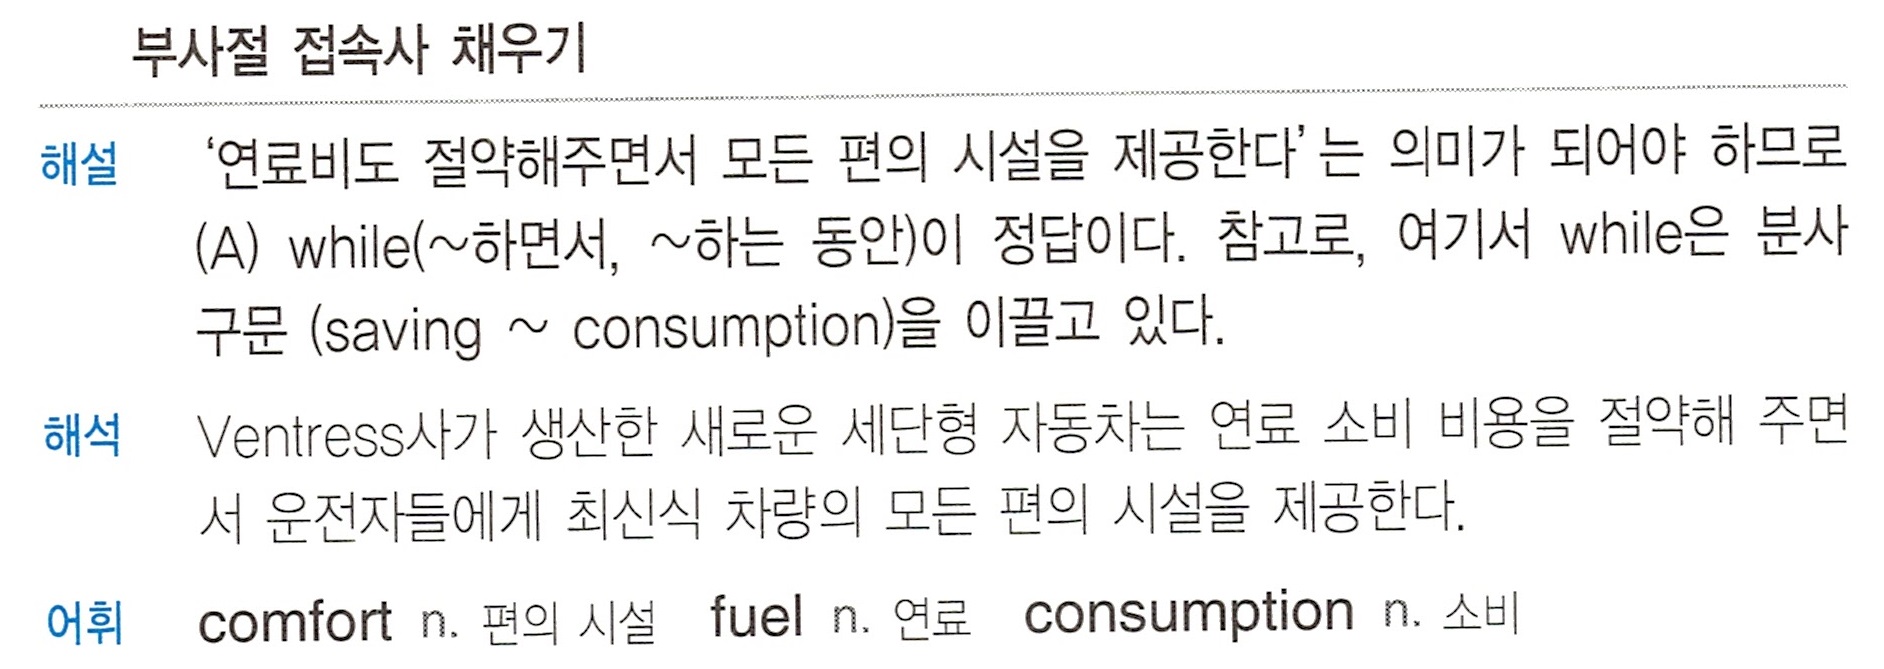 부사절 접속사 채우기
해설 ‘연료비도 절약해주면서 모든 편의 시설을 제공한다’는 의미가 되어야 하므로
(A) while(~하면서, ~하는 동안)이 정답이다. 참고로, 여기서 while은 분사
구문 (saving ~ consumption)을 이끌고 있다.
해석 Ventress사가 생산한 새로운 세단형 자동차는 연료 소비 비용을 절약해 주면
서 운전자들에게 최신식 차량의 모든 편의 시설을 제공한다.
어휘 comfort n. 편의 시설 fuel n. 연료 consumption n. 소비